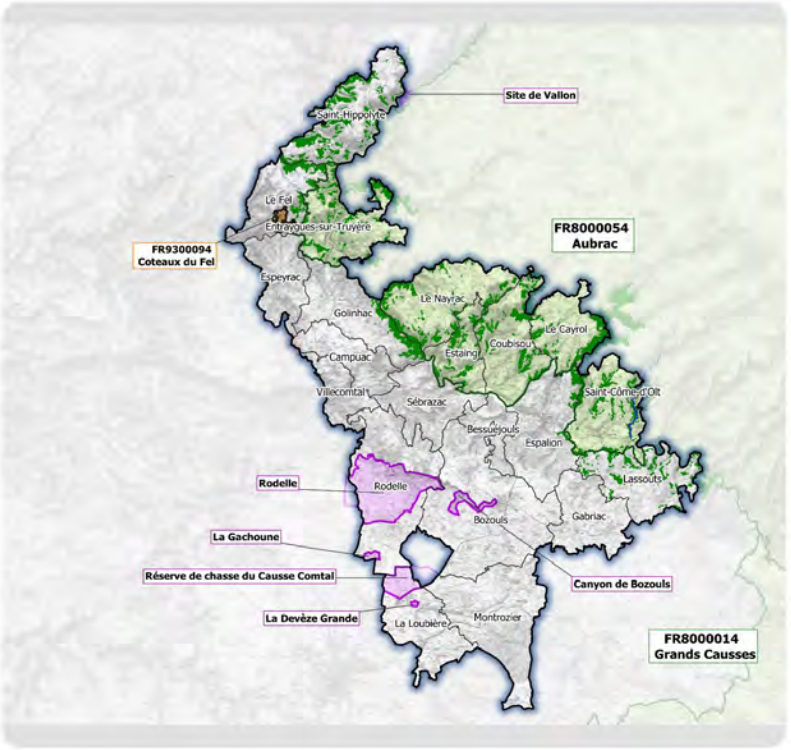 Site de Vallon
Saint-Hippolyte
Le Fel
FR8000054
Aubrac
Entraygues-sur-Truyère
FR9300094
Coteaux du Fel
Espeyrac
Le Nayrac
Golinhac
Le Cayrol
Coubisou
Estaing
Campuac
Villecomtal
Saint-Côme-d'Olt
Sébrazac
Bessuéjouls
Espalion
Lassouts
Rodelle
Rodelle
Gabriac
Bozouls
La Gachoune
Réserve de chasse du Causse Comtal
Canyon de Bozouls
La Devèze Grande
Montrozier
La Loubière
FR8000014
Grands Causses